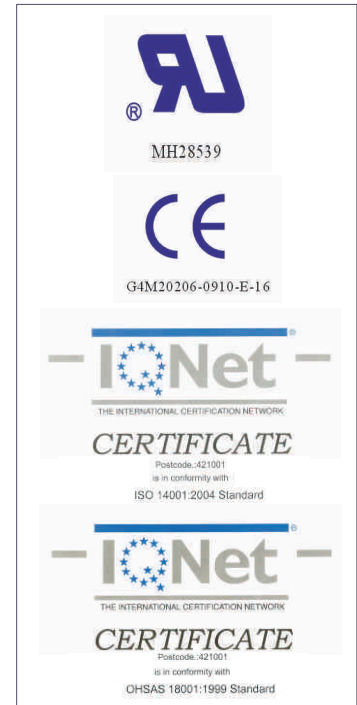 ®
MH28539
CE
G4M20206-0910-E-16
®
IQNet
THE INTERNATIONAL CERTIFICATION NETWORK
CERTIFICATE
Postcode.:421001
is in conformity with
ISO 14001:2004 Standard
®
IQNet
THE INTERNATIONAL CERTIFICATION NETWORK
CERTIFICATE
Postcode.:421001
is in conformity with
OHSAS 18001:1999 Standard